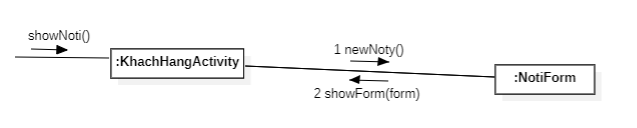 showNoti()
:KhachHangActivity
1 newNoty()
2 showForm(form)
:NotiForm